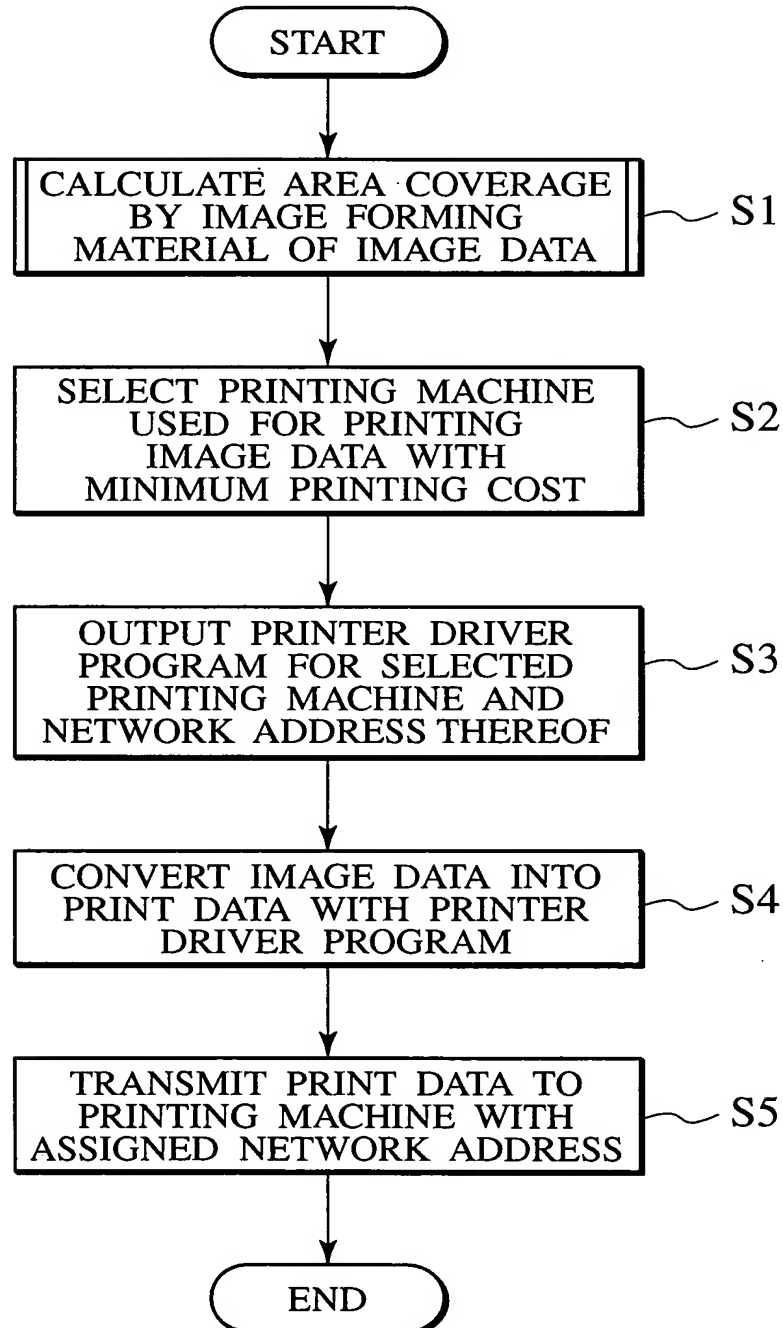 START
CALCULATE AREA COVERAGE
BY IMAGE FORMING
MATERIAL OF IMAGE DATA
S1
SELECT PRINTING MACHINE
USED FOR PRINTING
IMAGE DATA WITH
MINIMUM PRINTING COST
S2
OUTPUT PRINTER DRIVER
PROGRAM FOR SELECTED
PRINTING MACHINE AND
NETWORK ADDRESS THEREOF
S3
CONVERT IMAGE DATA INTO
PRINT DATA WITH PRINTER
DRIVER PROGRAM
S4
TRANSMIT PRINT DATA TO
PRINTING MACHINE WITH
ASSIGNED NETWORK ADDRESS
S5
END